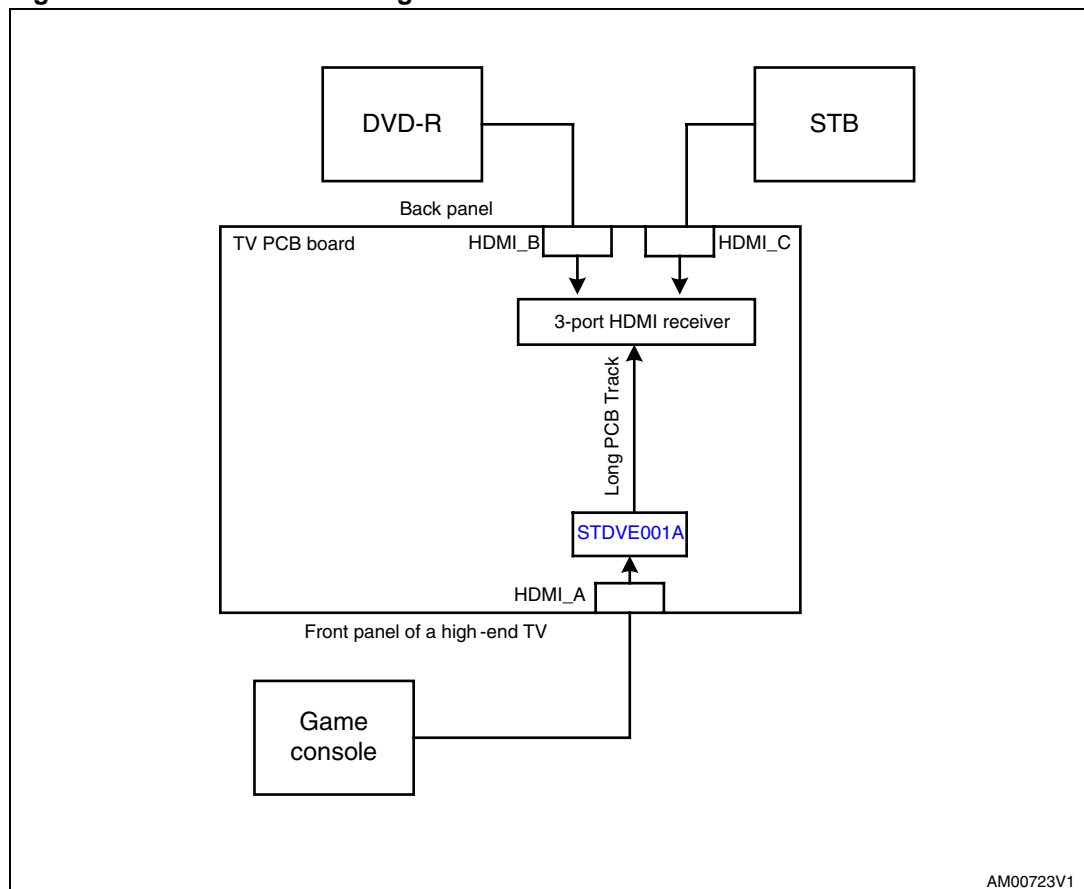 DVD-R
STB
Back panel
TV PCB board
HDMI_B
HDMI_C
3-port HDMI receiver
Long PCB Track
STDVE001A
HDMI_A
Front panel of a high-end TV
Game
console
AM00723V1